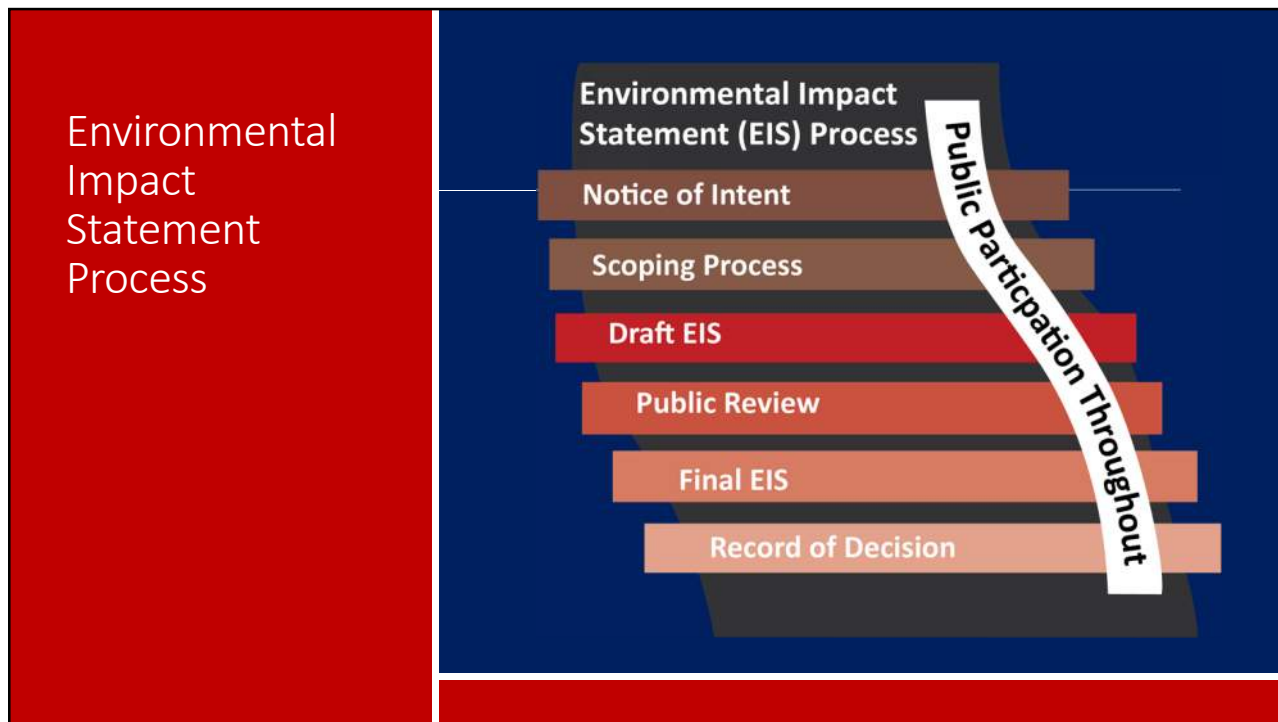 Environmental
Impact
Statement
Process
Environmental Impact
Statement (EIS) Process
Notice of Intent
Scoping Process
Draft EIS
Public Review
Final EIS
Record of Decision
Public Particpation Throughout